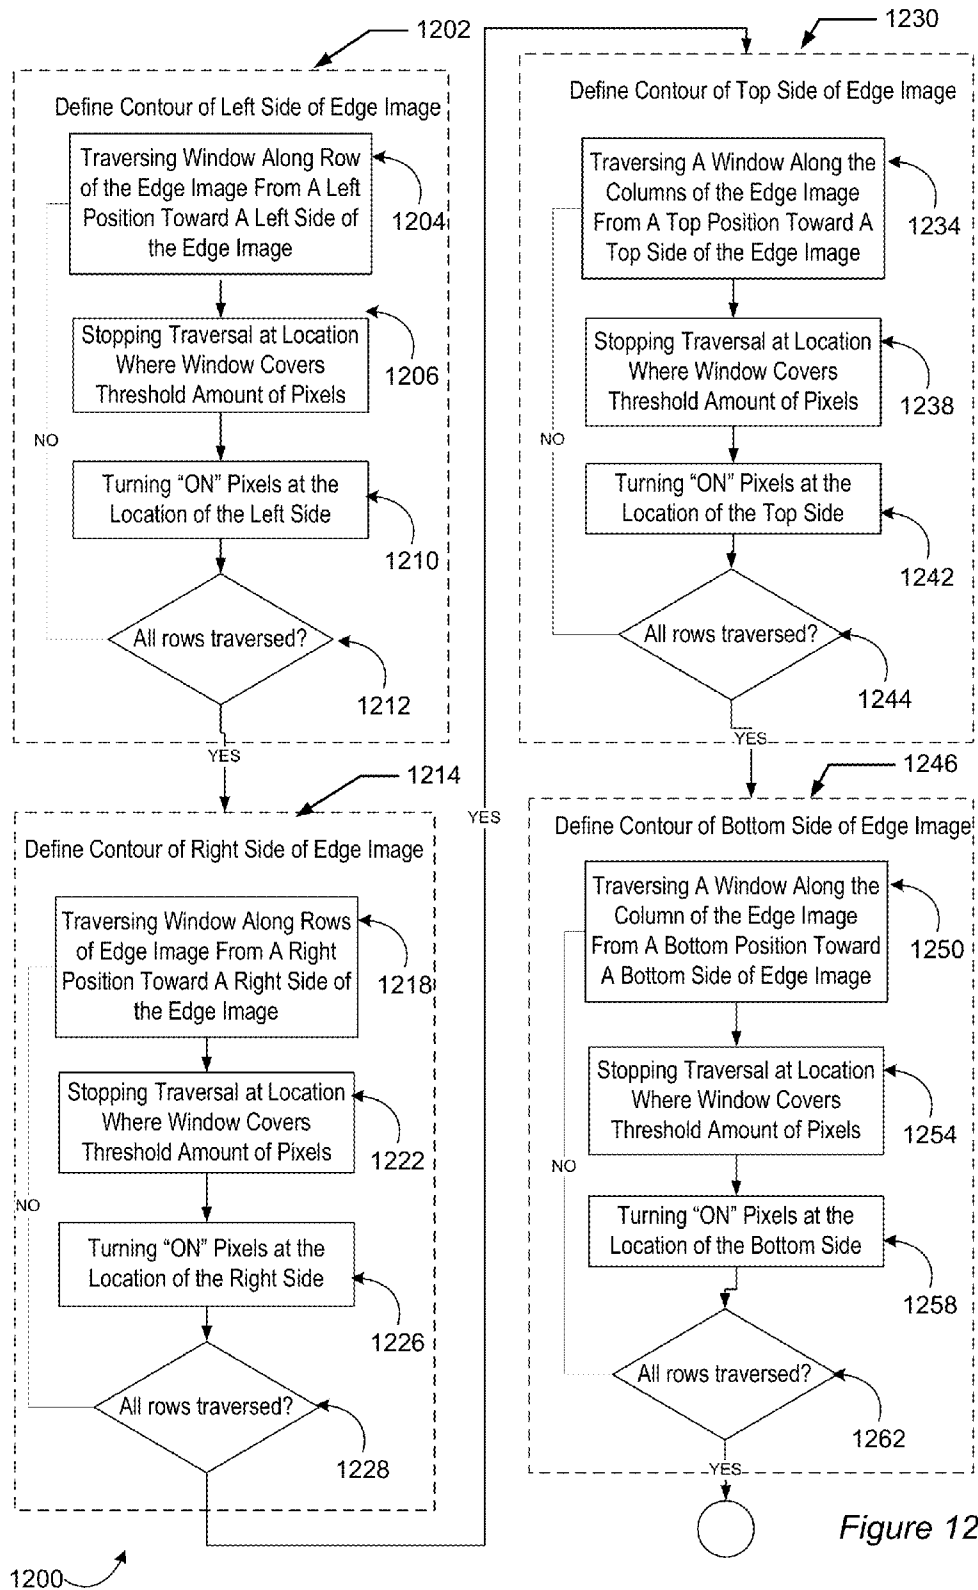 1202
Define Contour of Left Side of Edge Image
Traversing Window Along Row
of the Edge Image From A Left
Position Toward A Left Side of
the Edge Image
1204
Stopping Traversal at Location
Where Window Covers
Threshold Amount of Pixels
1206
NO
Turning “ON” Pixels at the
Location of the Left Side
1210
All rows traversed?
1212
YES
1214
Define Contour of Right Side of Edge Image
Traversing Window Along Rows
of Edge Image From A Right
Position Toward A Right Side of
the Edge Image
1218
Stopping Traversal at Location
Where Window Covers
Threshold Amount of Pixels
1222
NO
Turning “ON” Pixels at the
Location of the Right Side
1226
All rows traversed?
1228
YES
1230
Define Contour of Top Side of Edge Image
Traversing A Window Along the
Columns of the Edge Image
From A Top Position Toward A
Top Side of the Edge Image
1234
Stopping Traversal at Location
Where Window Covers
Threshold Amount of Pixels
1238
NO
Turning “ON” Pixels at the
Location of the Top Side
1242
All rows traversed?
1244
YES
1246
Define Contour of Bottom Side of Edge Image
Traversing A Window Along the
Column of the Edge Image
From A Bottom Position Toward
A Bottom Side of Edge Image
1250
Stopping Traversal at Location
Where Window Covers
Threshold Amount of Pixels
1254
NO
Turning “ON” Pixels at the
Location of the Bottom Side
1258
All rows traversed?
1262
YES
Figure 12
1200